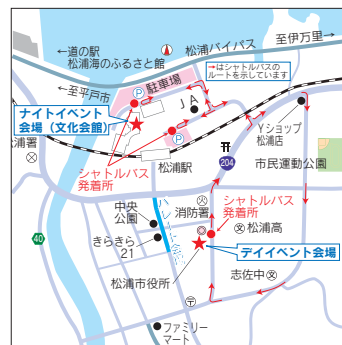 至伊万里→
←道の駅
松浦海のふるさと館
松浦バイパス
←至平戸市
駐車場
→はシャトルバスの
ルートを示しています
P
JA
ナイトイベント
会場（文化会館）
Yショップ
松浦店
松浦署
P
シャトルバス
発着所
松浦駅
204
市民運動公園
中央
公園
消防署
シャトルバス
発着所
文 松浦高
きらきら
21
デイイベント会場
40
松浦市役所
志佐中 文
〒
ファミリー
マート